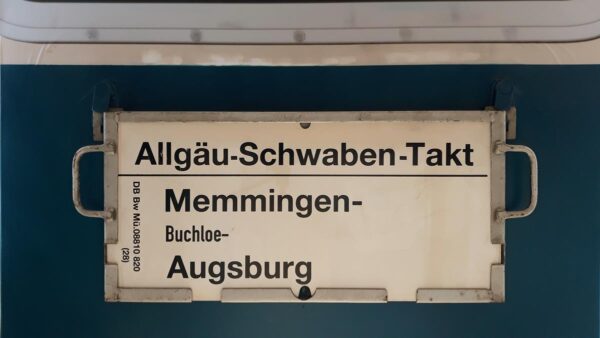 Allgäu-Schwaben-Takt
Memmingen-
Buchloe-
Augsburg
DB Bw Mü.08810 820
(28)